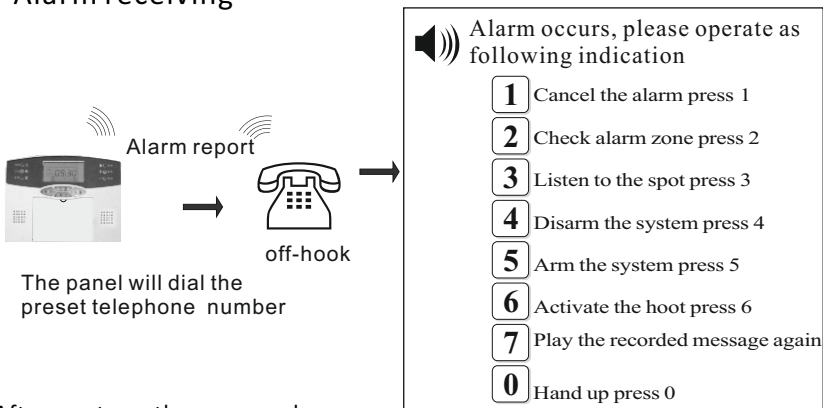 Alarm receiving
Alarm occurs, please operate as
following indication
1 Cancel the alarm press 1
2 Check alarm zone press 2
3 Listen to the spot press 3
4 Disarm the system press 4
5 Arm the system press 5
6 Activate the hoot press 6
7 Play the recorded message again
0 Hand up press 0
Alarm report
05:30
off-hook
The panel will dial the
preset telephone number